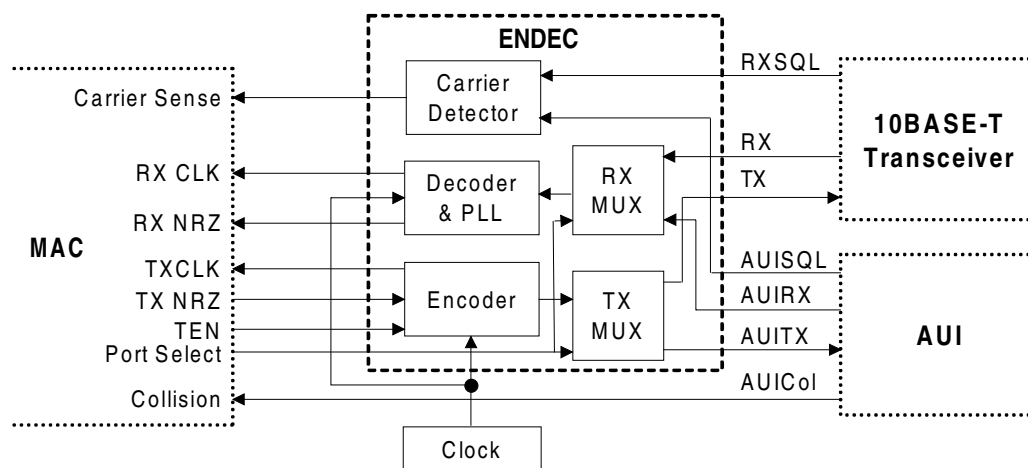 ENDEC
RXSQL
Carrier Sense
Carrier
Detector
10BASE-T
Transceiver
RX
TX
RX CLK
Decoder
& PLL
RX
MUX
RX NRZ
MAC
TXCLK
TX NRZ
TEN
Port Select
Encoder
TX
MUX
AUISQL
AUIRX
AUITX
AUI
Collision
AUICol
Clock